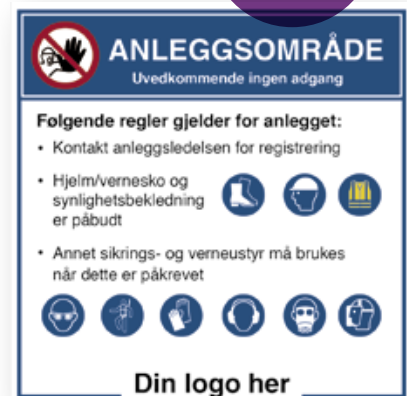 ANLEGGSOMRÅDE
Uvedkommende ingen adgang
Følgende regler gjelder for anlegget:
• Kontakt anleggsledelsen for registrering
• Hjelm/vernesko og
synlighetsbekledning
er påbudt
• Annet sikrings- og verneustyr må brukes
når dette er påkrevet
Din logo her